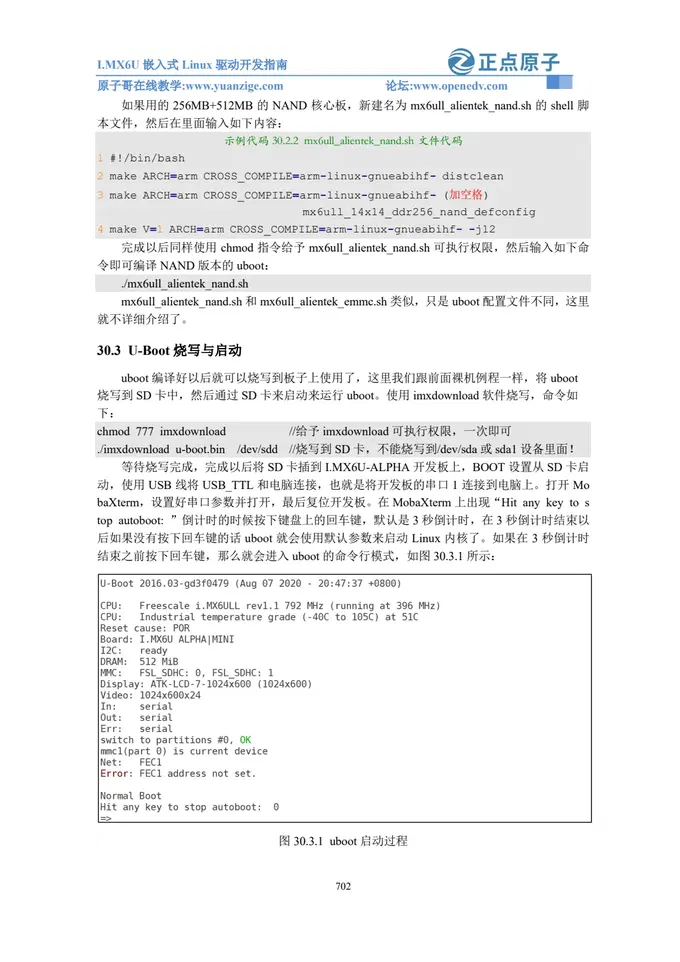 I.MX6U 嵌入式 Linux 驱动开发指南
正点原子
原子哥在线教学:www.yuanzige.com 论坛:www.openedv.com
如果用的 256MB+512MB 的 NAND 核心板，新建名为 mx6ull_alientek_nand.sh 的 shell 脚
本文件，然后在里面输入如下内容：
示例代码 30.2.2 mx6ull_alientek_nand.sh 文件代码
1 #!/bin/bash
2 make ARCH=arm CROSS_COMPILE=arm-linux-gnueabihf- distclean
3 make ARCH=arm CROSS_COMPILE=arm-linux-gnueabihf- (加空格)
mx6ull_14x14_ddr256_nand_defconfig
4 make V=1 ARCH=arm CROSS_COMPILE=arm-linux-gnueabihf- -j12
完成以后同样使用 chmod 指令给予 mx6ull_alientek_nand.sh 可执行权限，然后输入如下命
令即可编译 NAND 版本的 uboot：
./mx6ull_alientek_nand.sh
mx6ull_alientek_nand.sh 和 mx6ull_alientek_emmc.sh 类似，只是 uboot 配置文件不同，这里
就不详细介绍了。
30.3 U-Boot 烧写与启动
uboot 编译好以后就可以烧写到板子上使用了，这里我们跟前面裸机例程一样，将 uboot
烧写到 SD 卡中，然后通过 SD 卡来启动来运行 uboot。使用 imxdownload 软件烧写，命令如
下：
chmod 777 imxdownload //给予 imxdownload 可执行权限，一次即可
./imxdownload u-boot.bin /dev/sdd //烧写到 SD 卡，不能烧写到/dev/sda 或 sda1 设备里面！
等待烧写完成，完成以后将 SD 卡插到 I.MX6U-ALPHA 开发板上，BOOT 设置从 SD 卡启
动，使用 USB 线将 USB_TTL 和电脑连接，也就是将开发板的串口 1 连接到电脑上。打开 Mo
baXterm，设置好串口参数并打开，最后复位开发板。在 MobaXterm 上出现“Hit any key to s
top autoboot: ”倒计时的时候按下键盘上的回车键，默认是 3 秒倒计时，在 3 秒倒计时结束以
后如果没有按下回车键的话 uboot 就会使用默认参数来启动 Linux 内核了。如果在 3 秒倒计时
结束之前按下回车键，那么就会进入 uboot 的命令行模式，如图 30.3.1 所示：
U-Boot 2016.03-gd3f0479 (Aug 07 2020 - 20:47:37 +0800)
CPU: Freescale i.MX6ULL rev1.1 792 MHz (running at 396 MHz)
CPU: Industrial temperature grade (-40C to 105C) at 51C
Reset cause: POR
Board: I.MX6U ALPHA|MINI
I2C: ready
DRAM: 512 MiB
MMC: FSL_SDHC: 0, FSL_SDHC: 1
Display: ATK-LCD-7-1024x600 (1024x600)
Video: 1024x600x24
In: serial
Out: serial
Err: serial
switch to partitions #0, OK
mmc1(part 0) is current device
Net: FEC1
Error: FEC1 address not set.
Normal Boot
Hit any key to stop autoboot: 0
=>
图 30.3.1 uboot 启动过程
702